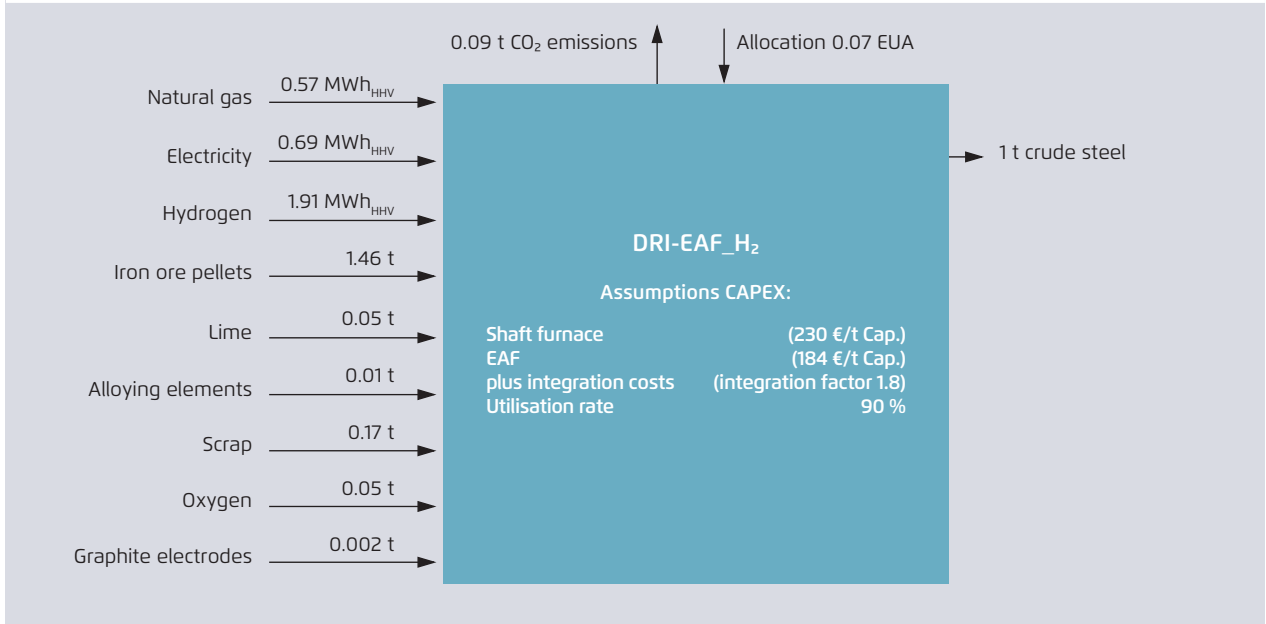 0.09 t CO₂ emissions
Allocation 0.07 EUA
Natural gas 0.57 MWh_HHV
Electricity 0.69 MWh_HHV
Hydrogen 1.91 MWh_HHV
Iron ore pellets 1.46 t
Lime 0.05 t
Alloying elements 0.01 t
Scrap 0.17 t
Oxygen 0.05 t
Graphite electrodes 0.002 t
DRI-EAF_H₂
Assumptions CAPEX:
Shaft furnace (230 €/t Cap.)
EAF (184 €/t Cap.)
plus integration costs (integration factor 1.8)
Utilisation rate 90 %
1 t crude steel